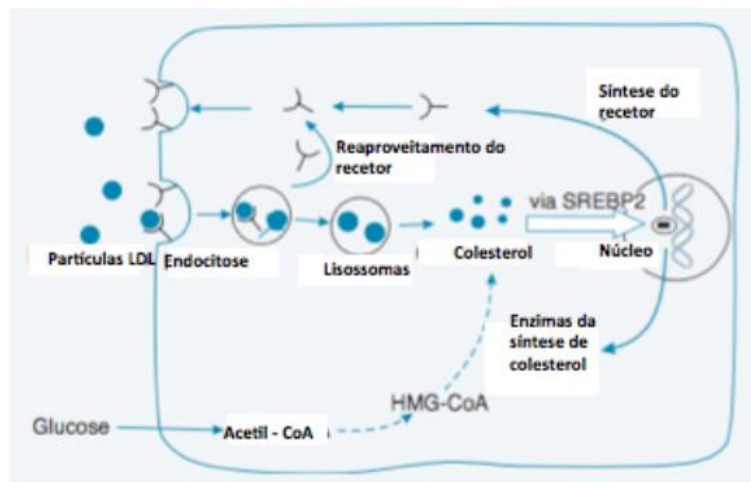 Síntese do
recetor
Reaproveitamento do
recetor
via SREBP2
Partículas LDL
Endocitose
Lisossomas
Colesterol
Núcleo
Enzimas da
síntese de
colesterol
HMG-CoA
Glucose
Acetil - CoA